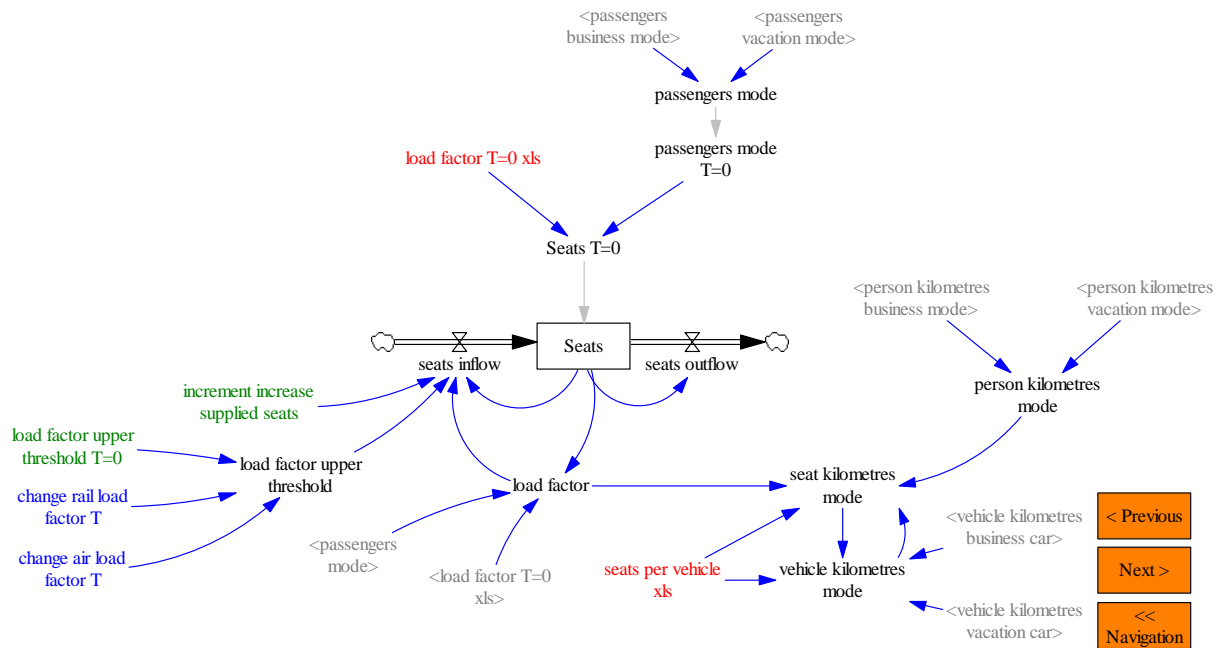 <passengers
business mode>
<passengers
vacation mode>
passengers mode
passengers mode
T=0
load factor T=0 xls
Seats T=0
<person kilometres
business mode>
<person kilometres
vacation mode>
Seats
seats inflow
seats outflow
person kilometres
mode
increment increase
supplied seats
load factor upper
threshold T=0
load factor upper
threshold
change rail load
factor T
change air load
factor T
load factor
<passengers
mode>
<load factor T=0
xls>
seat kilometres
mode
seats per vehicle
xls
vehicle kilometres
mode
<vehicle kilometres
business car>
<vehicle kilometres
vacation car>
< Previous
Next >
<<
Navigation